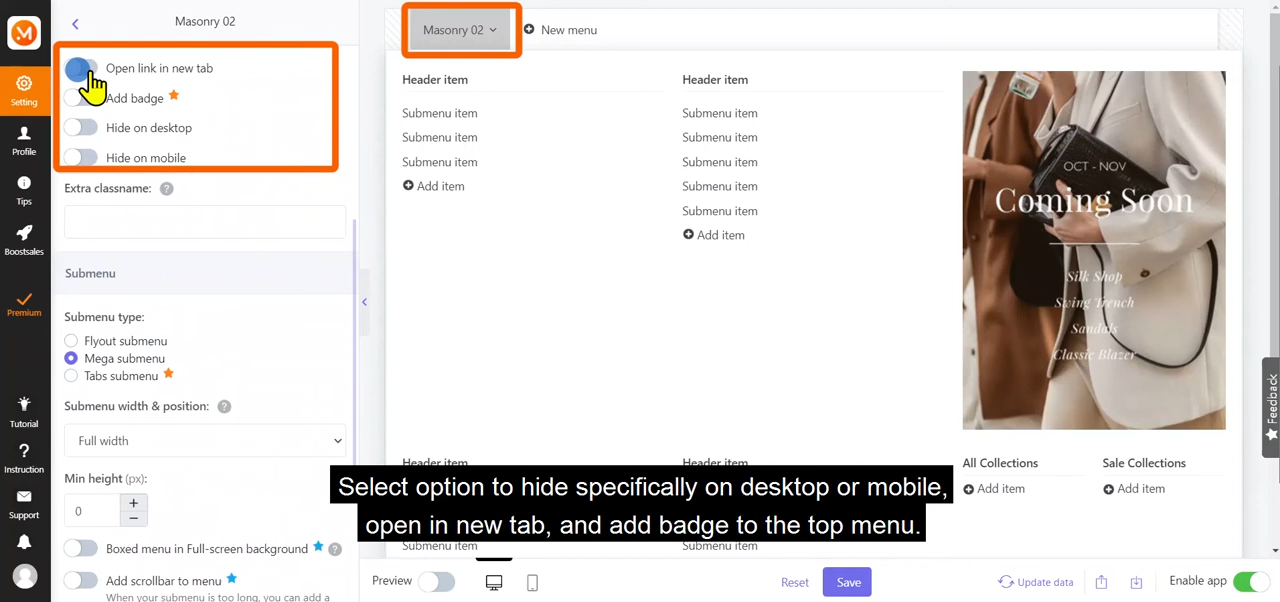 Masonry 02
Open link in new tab
Add badge
Hide on desktop
Hide on mobile
Extra classname: ?
Submenu
Submenu type:
Flyout submenu
Mega submenu
Tabs submenu
Submenu width & position: ?
Full width
Min height (px):
0
+
−
Boxed menu in Full-screen background ?
Add scrollbar to menu
When your submenu is too long, you can add a
Setting
Profile
Tips
Boostsales
Premium
Tutorial
Instruction
Support
Masonry 02
New menu
Header item
Submenu item
Submenu item
Submenu item
Add item
Header item
Submenu item
Submenu item
Submenu item
Submenu item
Submenu item
Add item
OCT - NOV
Coming Soon
Silk Shop
Swing Trench
Sandals
Classic Blazer
Header item
Header item
All Collections
Add item
Sale Collections
Add item
Select option to hide specifically on desktop or mobile,
open in new tab, and add badge to the top menu.
Submenu item
Submenu item
Feedback
Preview
Reset
Save
Update data
Enable app